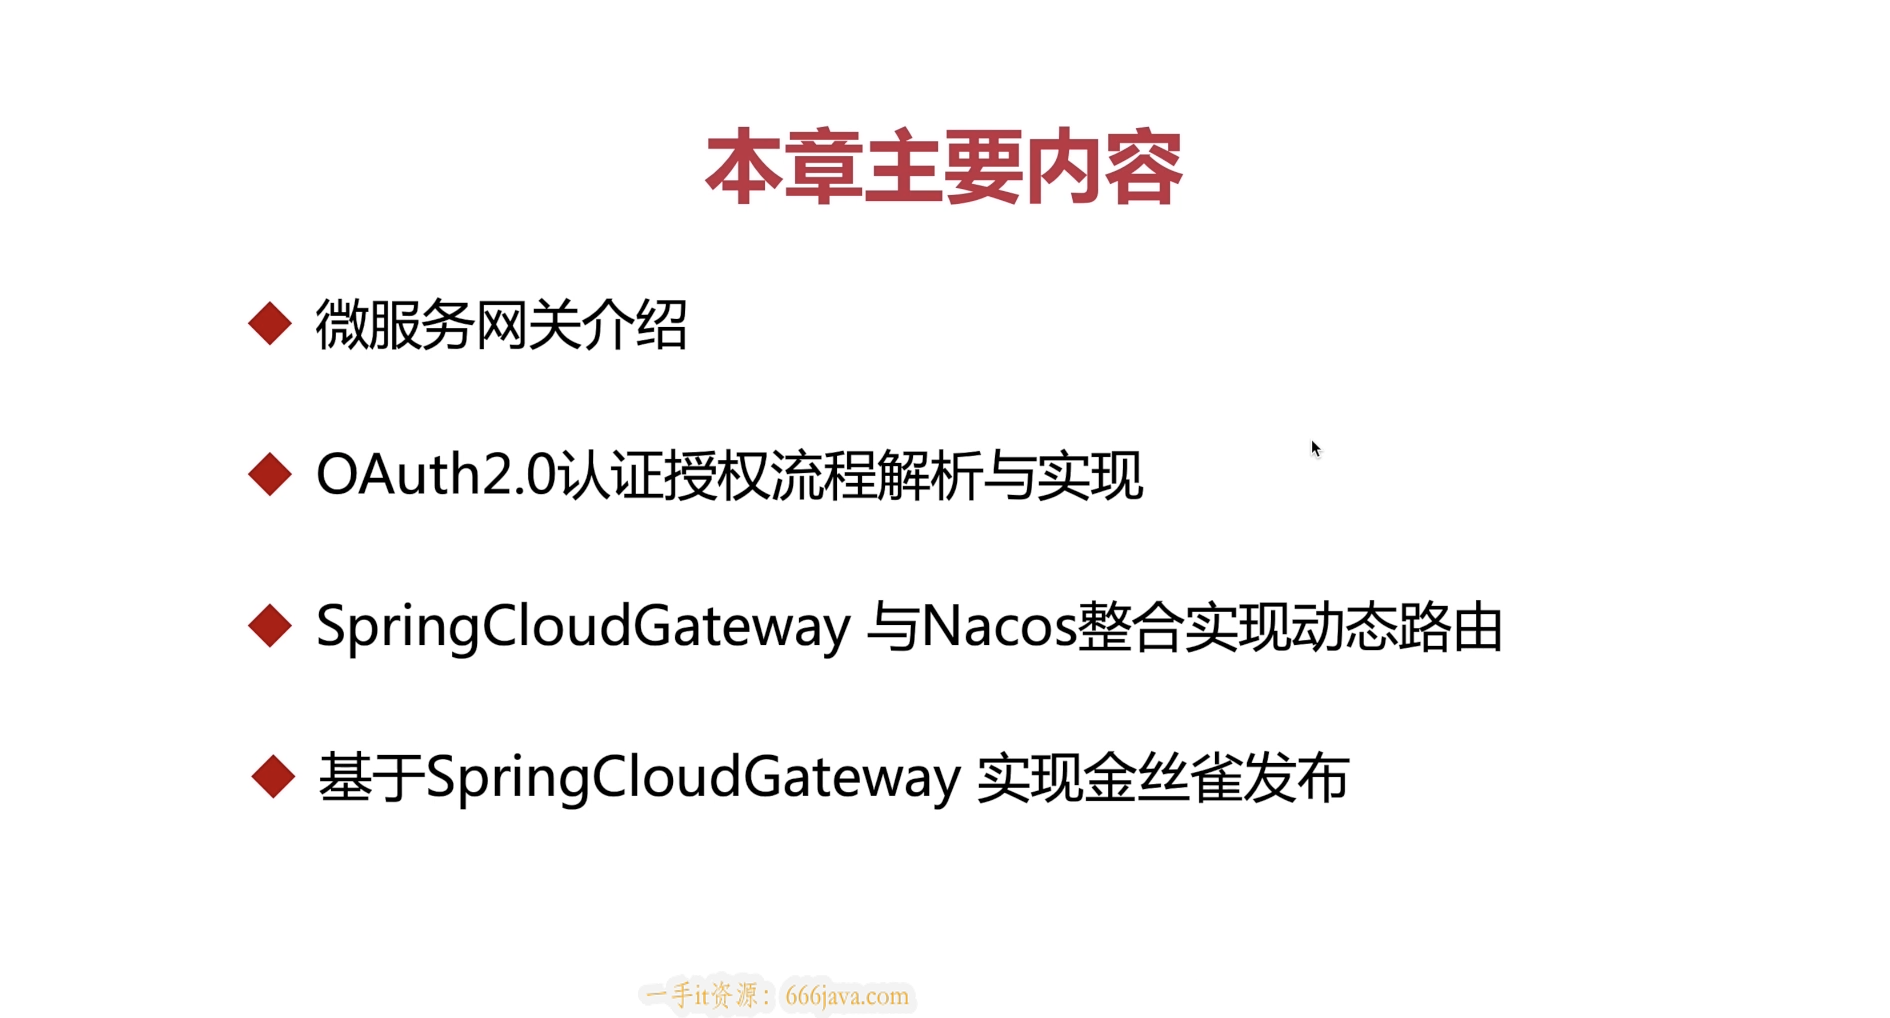 本章主要内容
微服务网关介绍
OAuth2.0认证授权流程解析与实现
SpringCloudGateway 与Nacos整合实现动态路由
基于SpringCloudGateway 实现金丝雀发布
一手it资源：666java.com